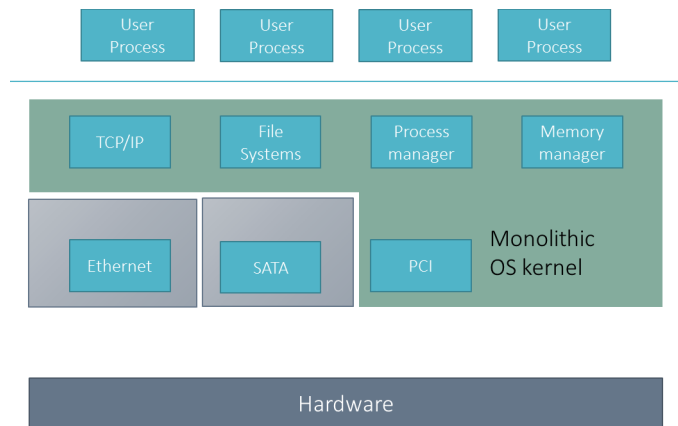 User
Process
User
Process
User
Process
User
Process
TCP/IP
File
Systems
Process
manager
Memory
manager
Ethernet
SATA
PCI
Monolithic
OS kernel
Hardware